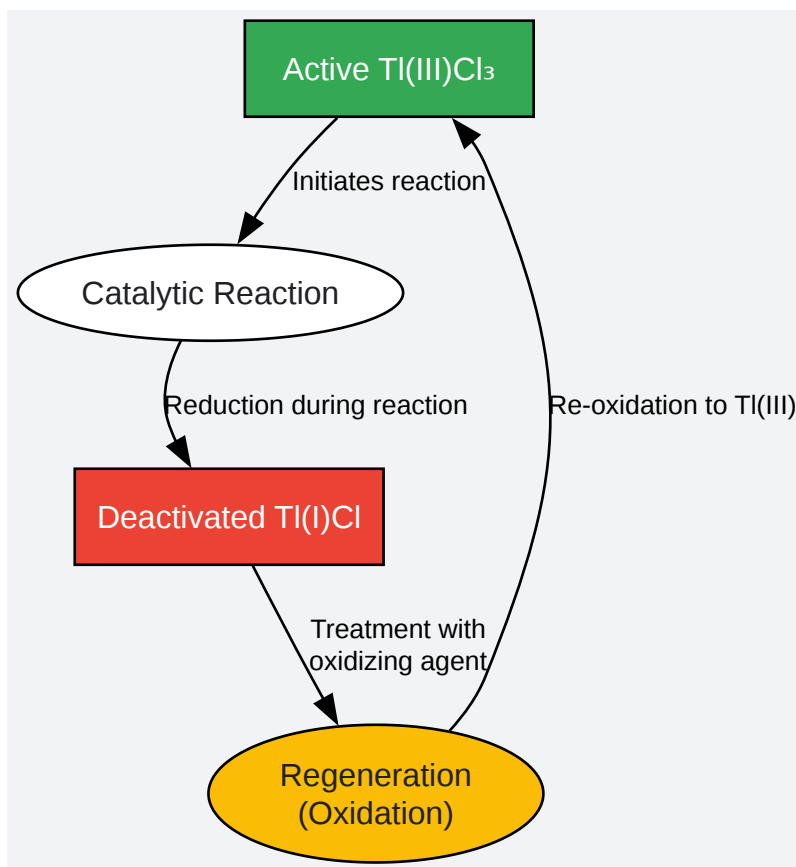 Active Tl(III)Cl₃
Initiates reaction
Catalytic Reaction
Reduction during reaction
Re-oxidation to Tl(III)
Deactivated Tl(I)Cl
Treatment with
oxidizing agent
Regeneration
(Oxidation)